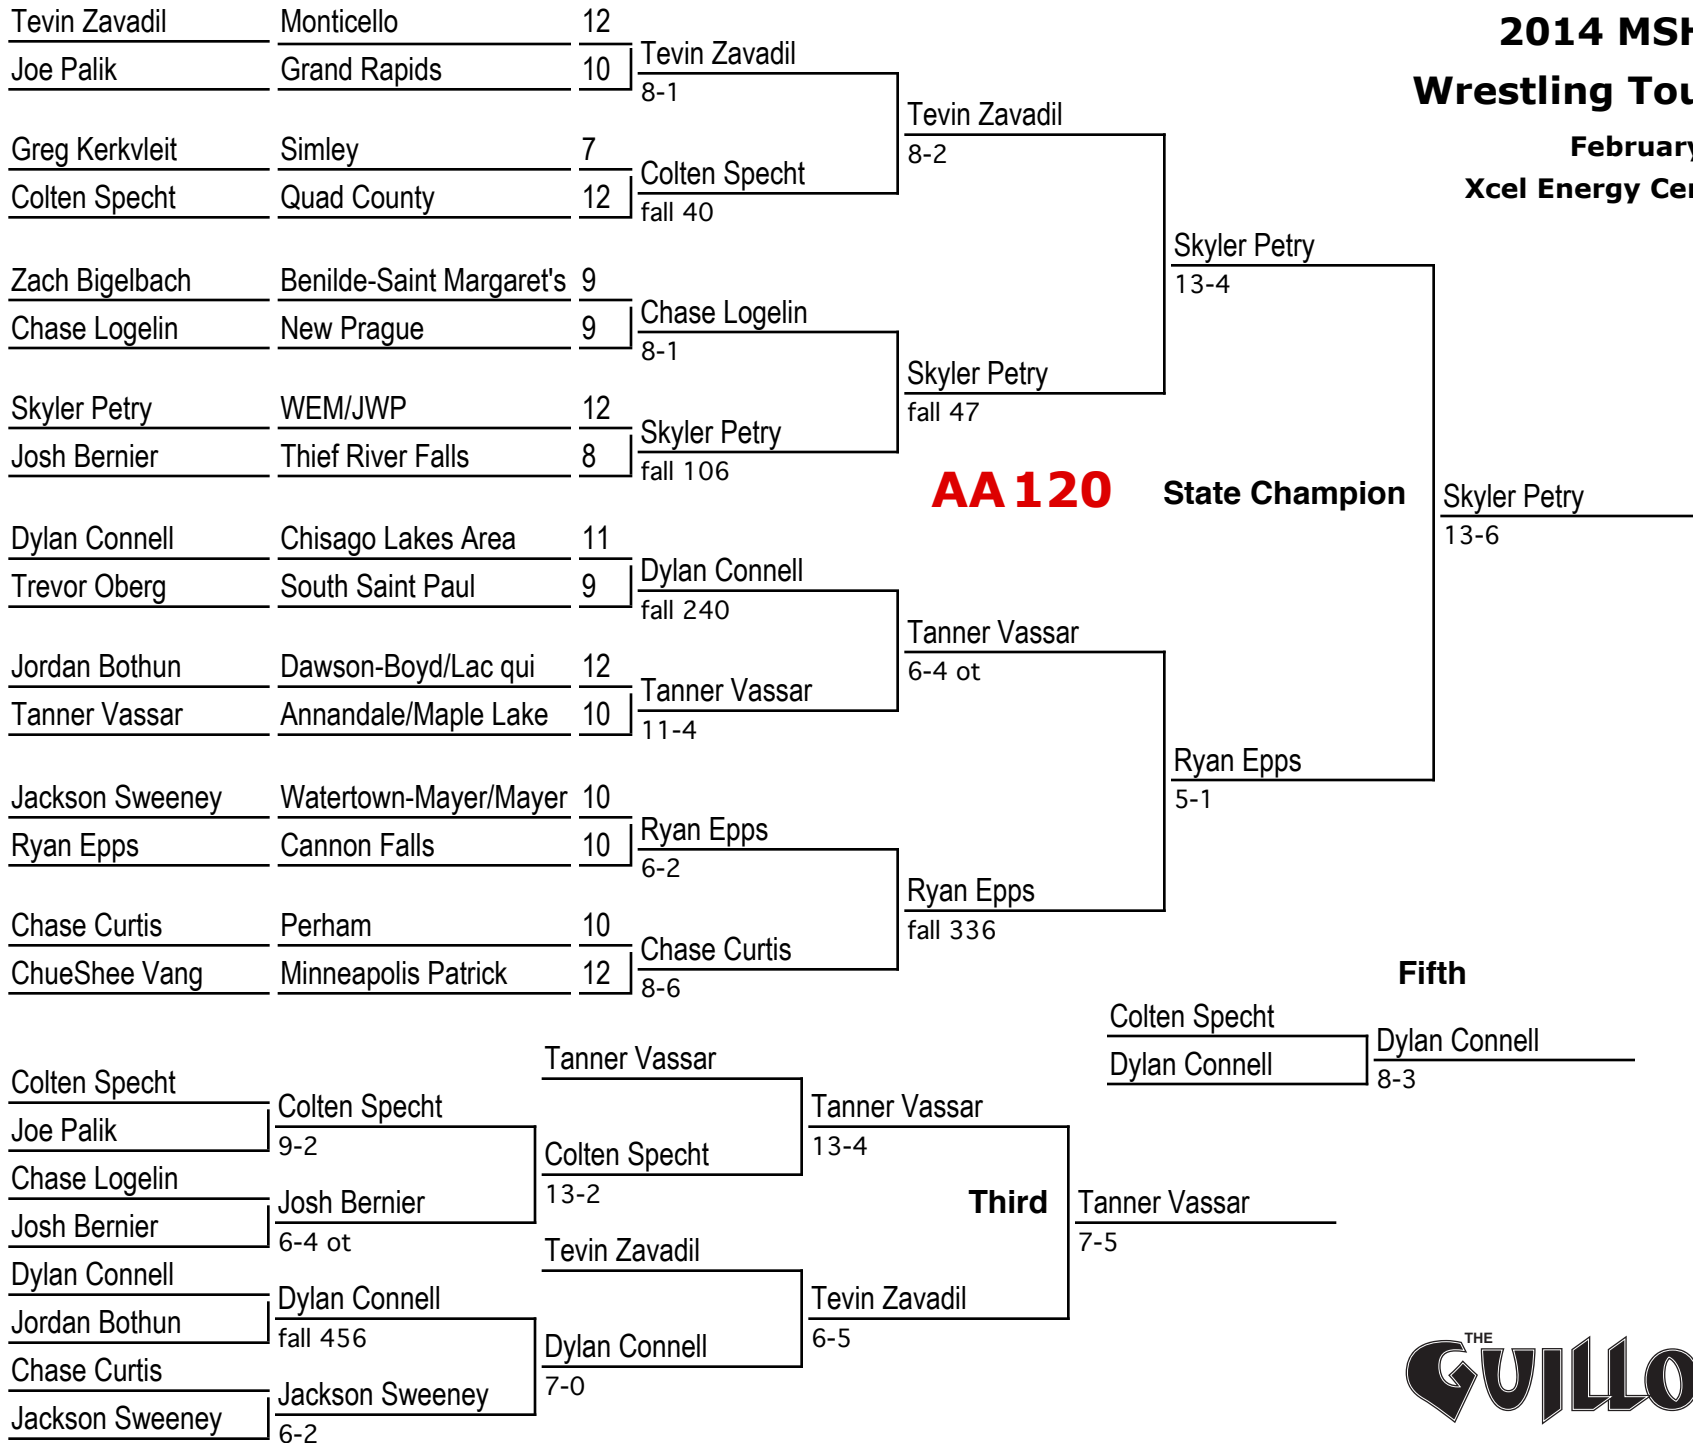 2014 MSH
Wrestling Tou
February
Xcel Energy Cen
Tevin Zavadil Monticello 12
Joe Palik Grand Rapids 10
Tevin Zavadil
8-1
Greg Kerkvleit Simley 7
Colten Specht Quad County 12
Colten Specht
fall 40
Tevin Zavadil
8-2
Zach Bigelbach Benilde-Saint Margaret's 9
Chase Logelin New Prague 9
Chase Logelin
8-1
Skyler Petry WEM/JWP 12
Josh Bernier Thief River Falls 8
Skyler Petry
fall 106
Skyler Petry
fall 47
Skyler Petry
13-4
AA 120 State Champion
Skyler Petry
13-6
Dylan Connell Chisago Lakes Area 11
Trevor Oberg South Saint Paul 9
Dylan Connell
fall 240
Jordan Bothun Dawson-Boyd/Lac qui 12
Tanner Vassar Annandale/Maple Lake 10
Tanner Vassar
11-4
Tanner Vassar
6-4 ot
Jackson Sweeney Watertown-Mayer/Mayer 10
Ryan Epps Cannon Falls 10
Ryan Epps
6-2
Chase Curtis Perham 10
ChueShee Vang Minneapolis Patrick 12
Chase Curtis
8-6
Ryan Epps
fall 336
Ryan Epps
5-1
Fifth
Colten Specht
Dylan Connell
Dylan Connell
8-3
Colten Specht
Joe Palik
Colten Specht
9-2
Chase Logelin
Josh Bernier
Josh Bernier
6-4 ot
Dylan Connell
Jordan Bothun
Dylan Connell
fall 456
Chase Curtis
Jackson Sweeney
Jackson Sweeney
6-2
Tanner Vassar
Colten Specht
13-2
Tevin Zavadil
Dylan Connell
7-0
Tanner Vassar
13-4
Tevin Zavadil
6-5
Third
Tanner Vassar
7-5
THE
GUILLO